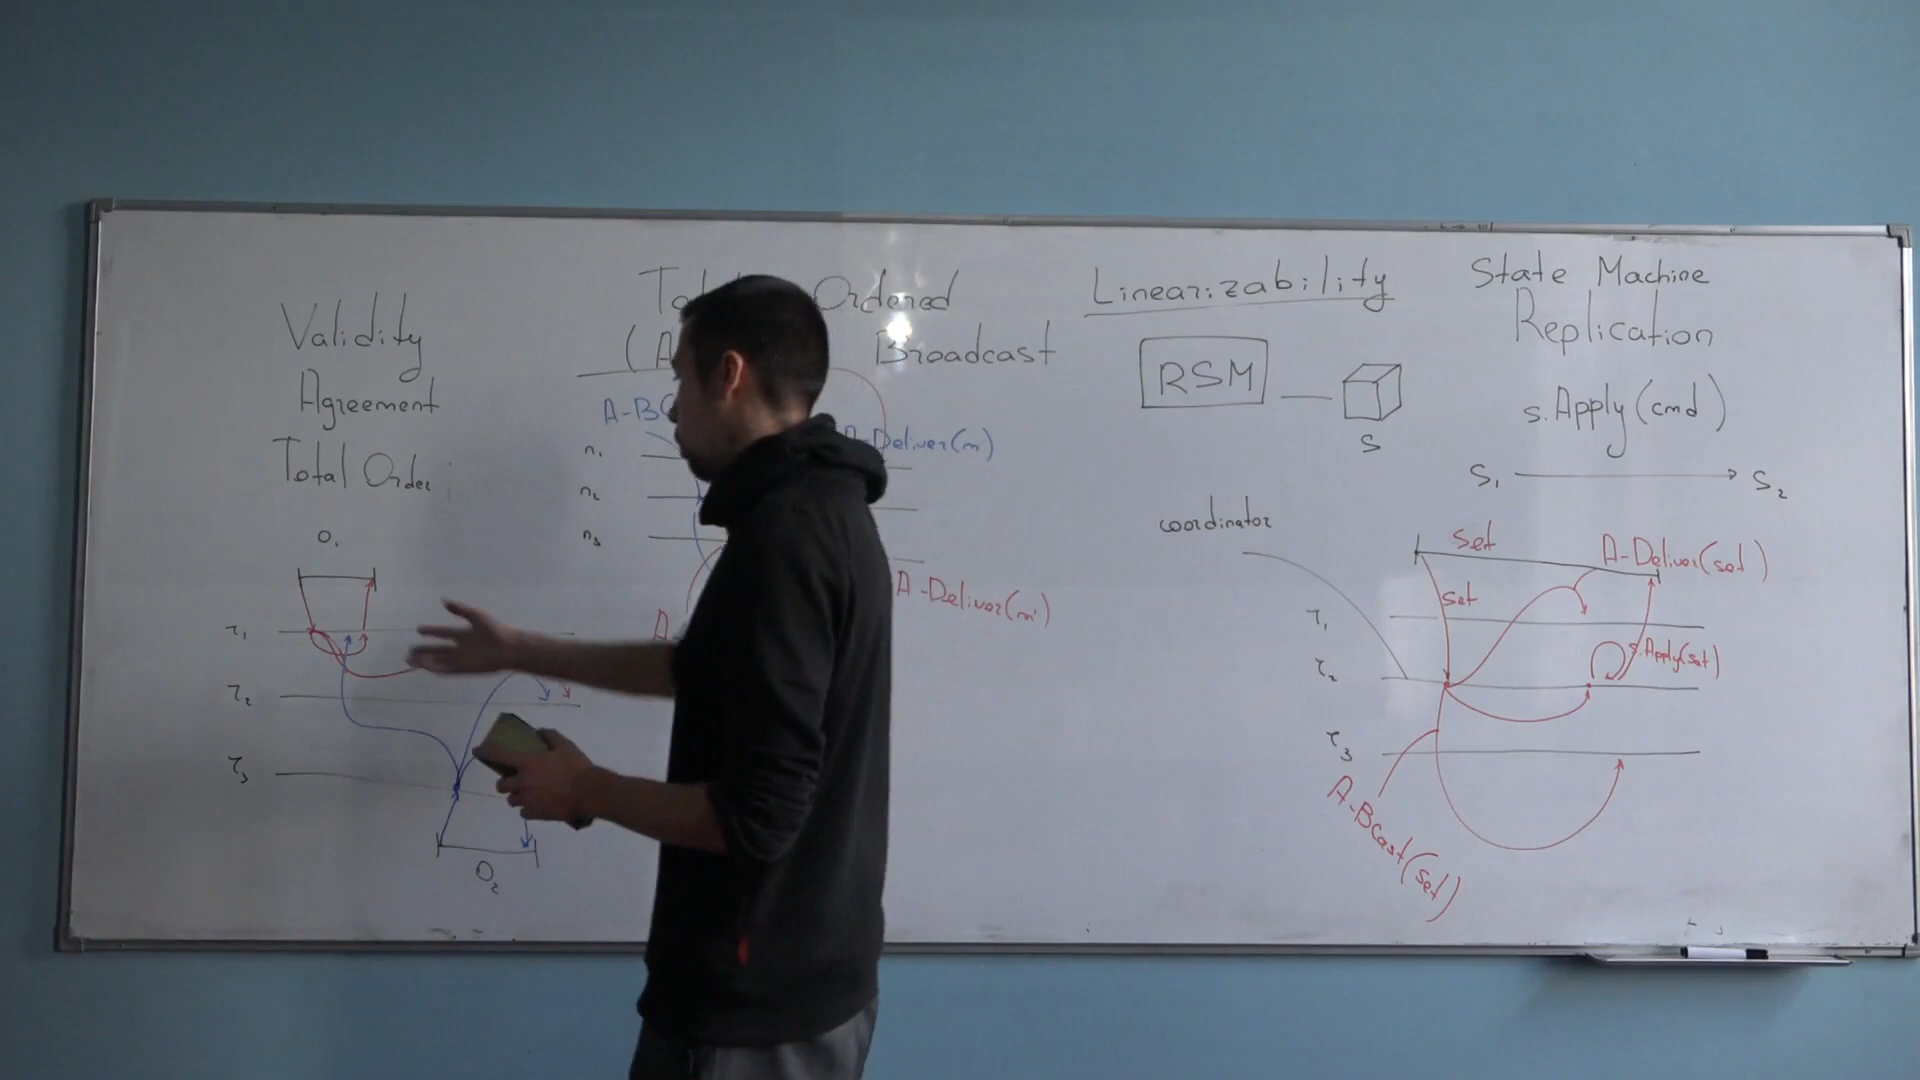 Validity
Agreement
Total Order
Ordered
Broadcast
A-Deliver(m)
n₁
n₂
n₃
A-Deliver(m')
O₁
r₁
r₂
r₃
O₂
Linearizability
RSM
S
coordinator
State Machine
Replication
s.Apply(cmd)
S₁
S₂
Set
A-Deliver(set)
set
r₁
r₂
s.Apply(set)
r₃
A-BCast(set)